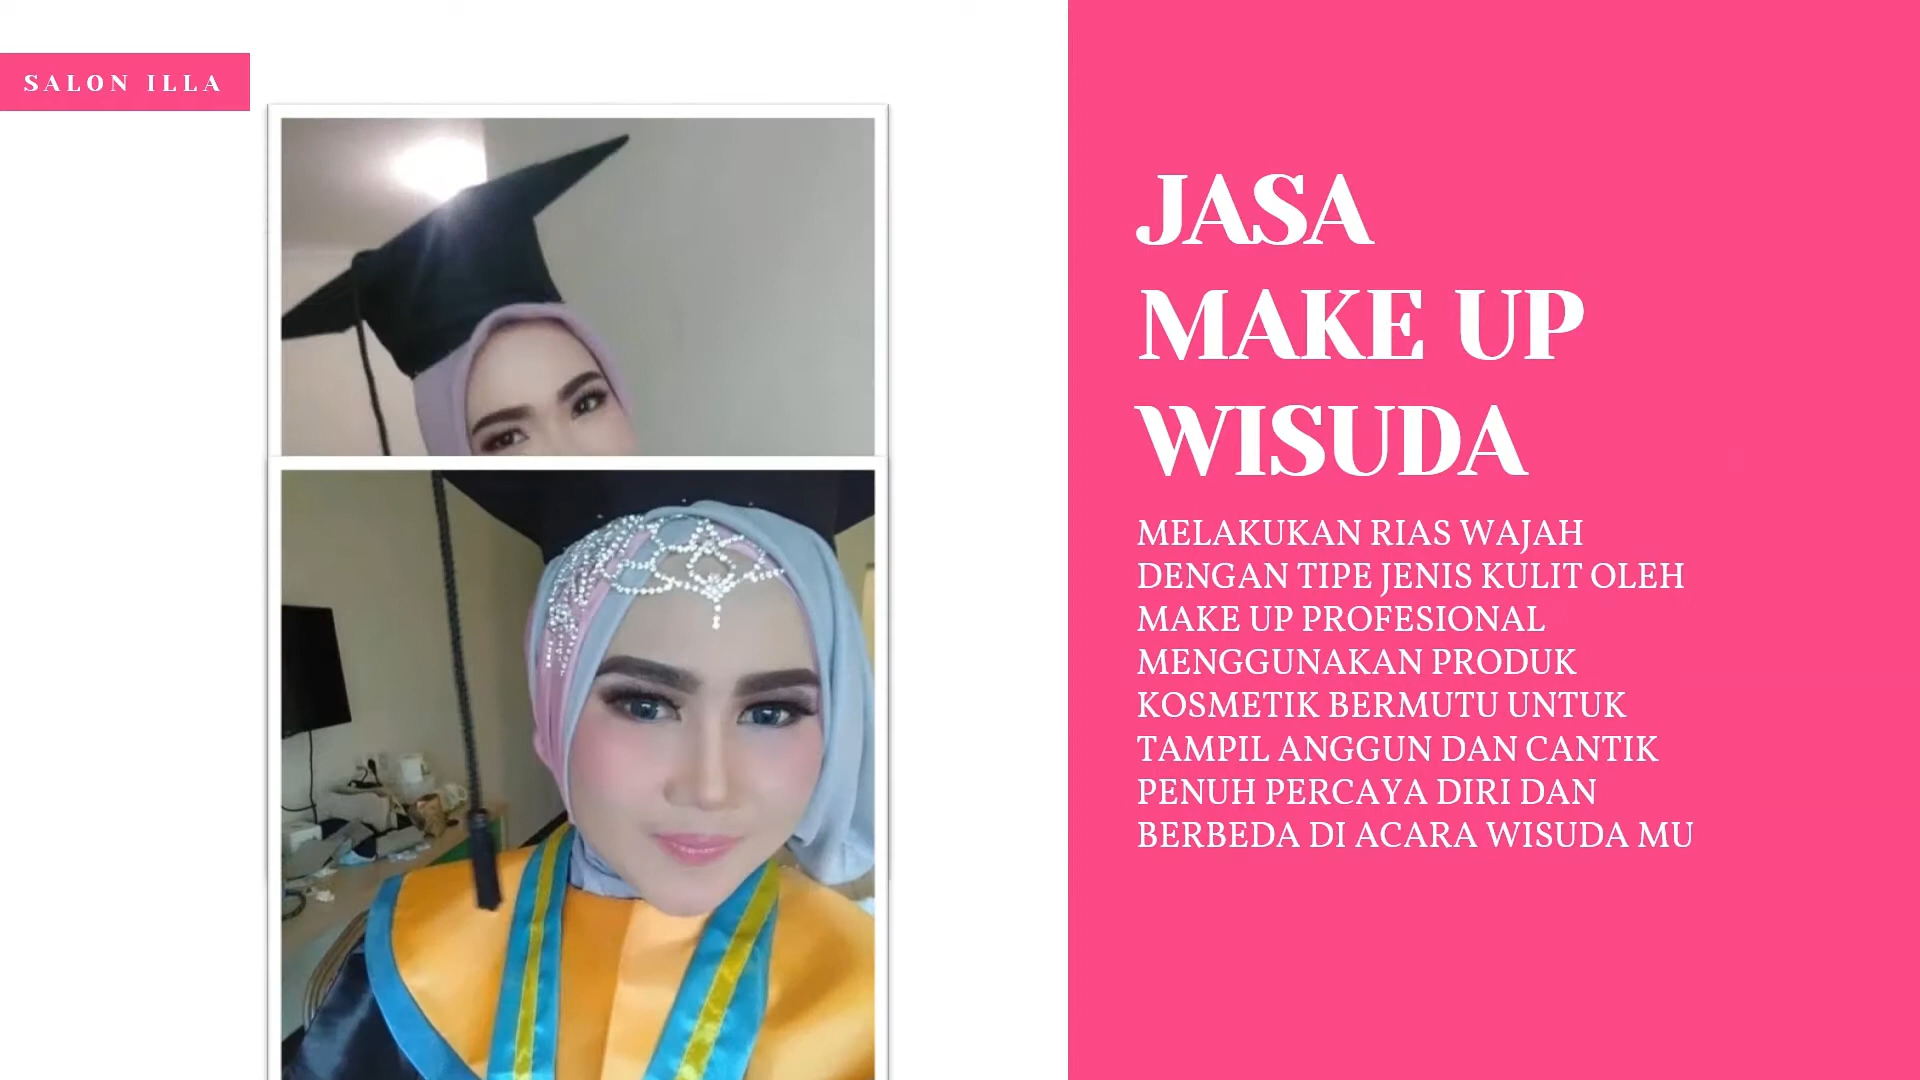 SALON ILLA
JASA
MAKE UP
WISUDA
MELAKUKAN RIAS WAJAH
DENGAN TIPE JENIS KULIT OLEH
MAKE UP PROFESIONAL
MENGGUNAKAN PRODUK
KOSMETIK BERMUTU UNTUK
TAMPIL ANGGUN DAN CANTIK
PENUH PERCAYA DIRI DAN
BERBEDA DI ACARA WISUDA MU